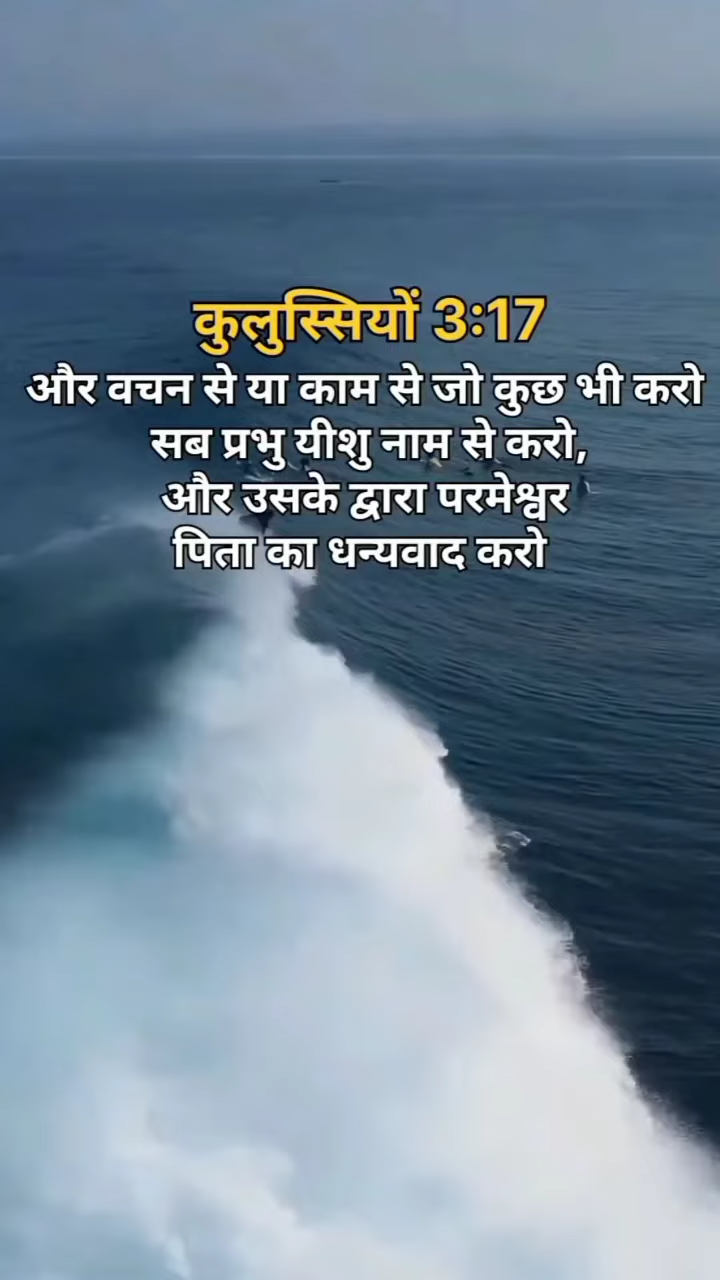 कुलुस्सियों 3:17
और वचन से या काम से जो कुछ भी करो
सब प्रभु यीशु नाम से करो,
और उसके द्वारा परमेश्वर
पिता का धन्यवाद करो